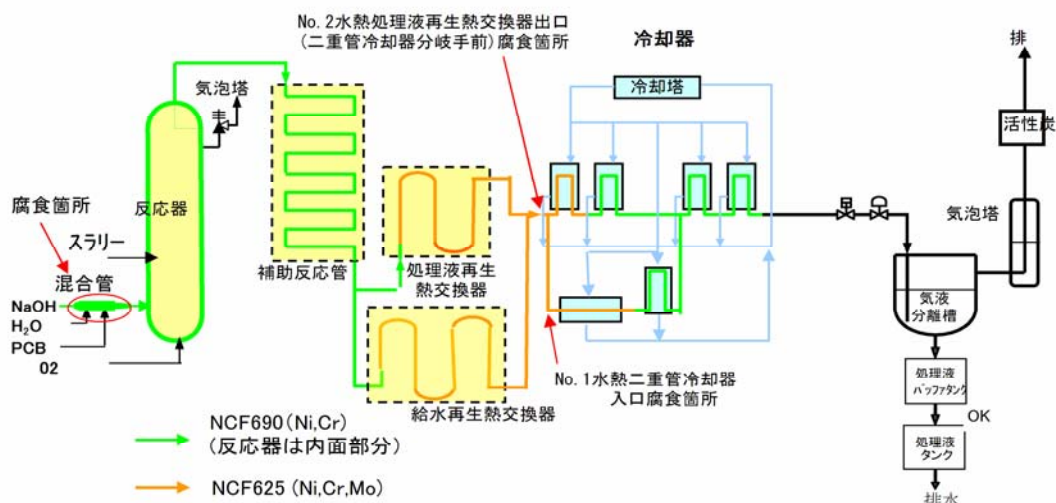 No.2水熱処理液再生熱交換器出口
(二重管冷却器分岐手前)腐食箇所
冷却器
排
気泡塔
冷却塔
活性炭
腐食箇所
反応器
スラリー
混合管
NaOH
H₂O
PCB
O2
補助反応管
処理液再生
熱交換器
気泡塔
気液
分離槽
給水再生熱交換器
No.1水熱二重管冷却器
入口腐食箇所
処理液
バッファタンク
OK
処理液
タンク
排水
NCF690(Ni,Cr)
(反応器は内面部分)
NCF625(Ni,Cr,Mo)